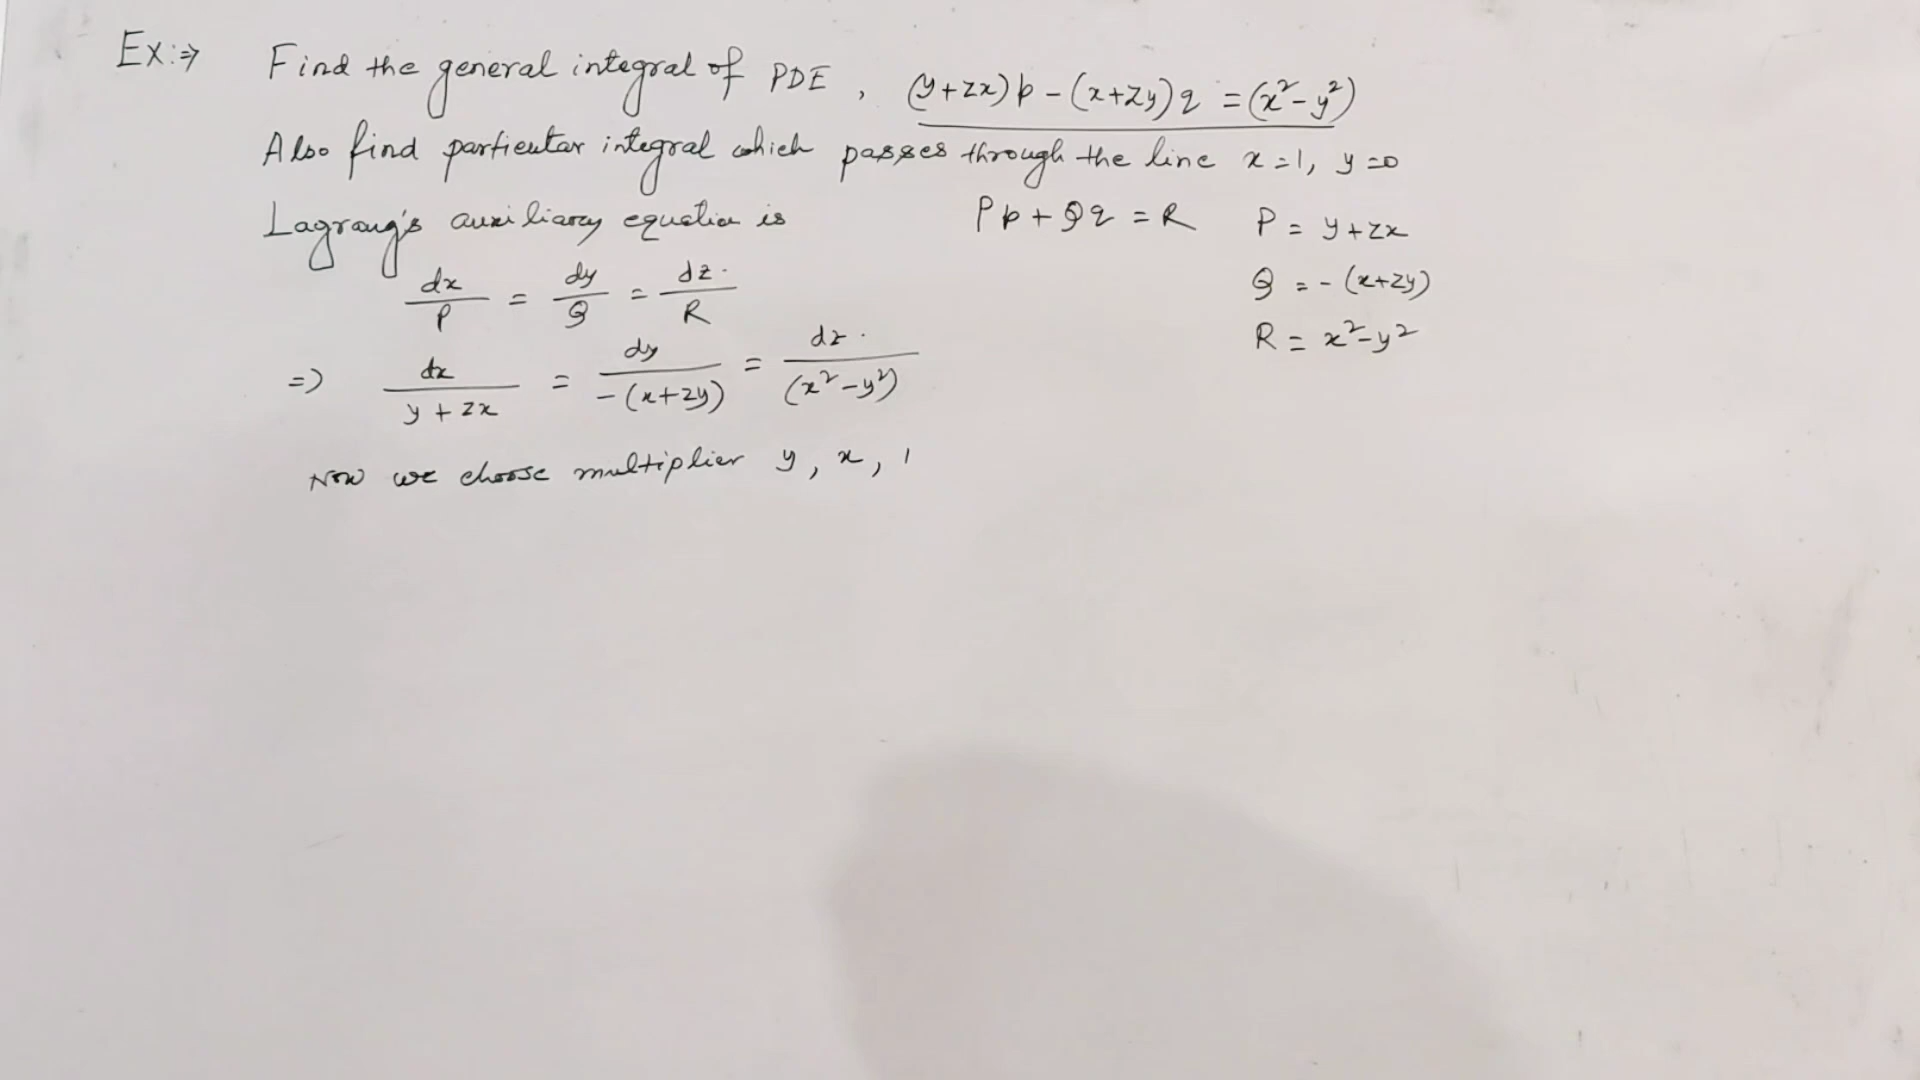 Ex:⇒ Find the general integral of PDE, (y+zx)p - (x+zy)q = (x²-y²)
Also find particular integral which passes through the line x=1, y=0
Lagrang's auxiliary equation is Pp + Qq = R P = y+zx
dx/P = dy/Q = dz/R Q = -(x+zy)
R = x²-y²
=> dx/(y+zx) = dy/-(x+zy) = dz/(x²-y²)
Now we choose multiplier y, x, 1